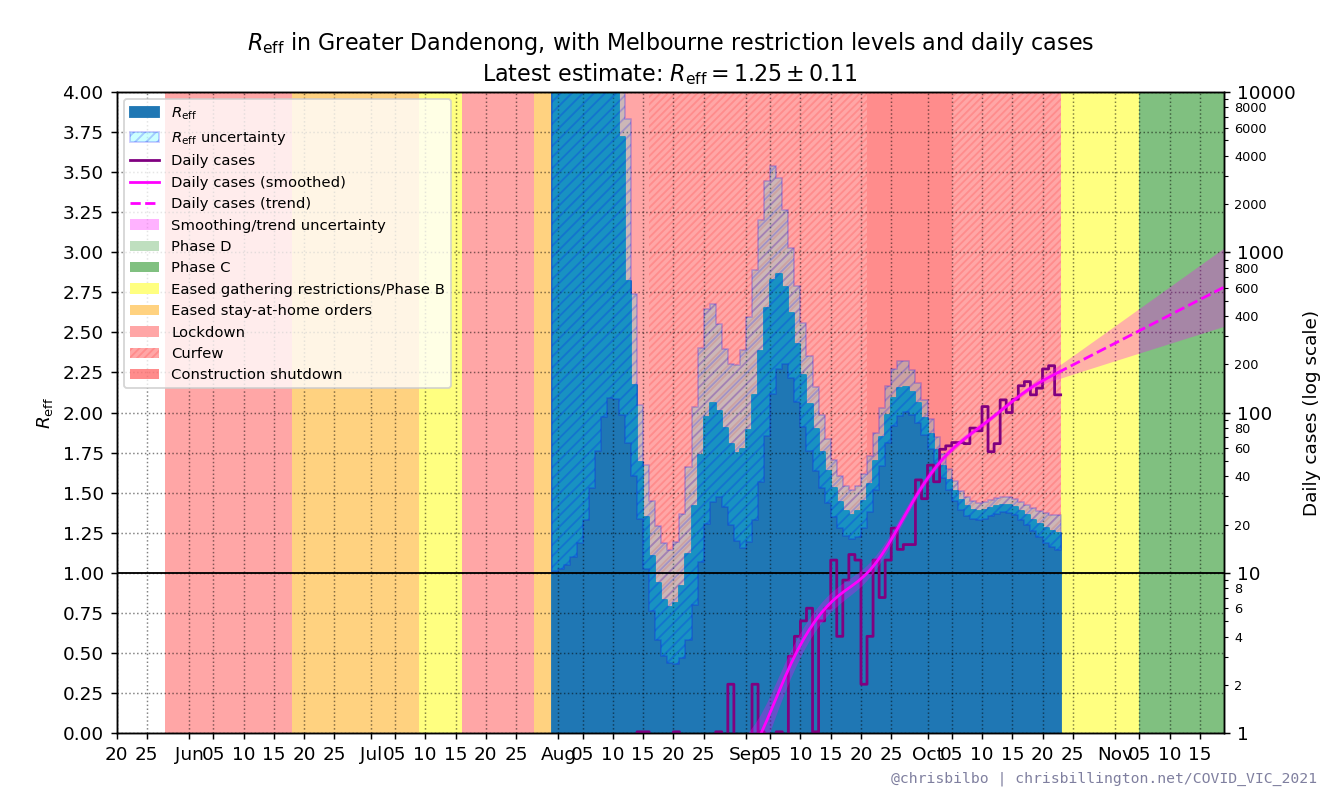 R_eff in Greater Dandenong, with Melbourne restriction levels and daily cases
Latest estimate: R_eff = 1.25 ± 0.11
R_eff
R_eff uncertainty
Daily cases
Daily cases (smoothed)
Daily cases (trend)
Smoothing/trend uncertainty
Phase D
Phase C
Eased gathering restrictions/Phase B
Eased stay-at-home orders
Lockdown
Curfew
Construction shutdown
R_eff
4.00
3.75
3.50
3.25
3.00
2.75
2.50
2.25
2.00
1.75
1.50
1.25
1.00
0.75
0.50
0.25
0.00
10000
8000
6000
4000
2000
1000
800
600
400
200
100
80
60
40
20
10
8
6
4
2
1
Daily cases (log scale)
20 25 Jun 05 10 15 20 25 Jul 05 10 15 20 25 Aug 05 10 15 20 25 Sep 05 10 15 20 25 Oct 05 10 15 20 25 Nov 05 10 15
@chrisbilbo | chrisbillington.net/COVID_VIC_2021